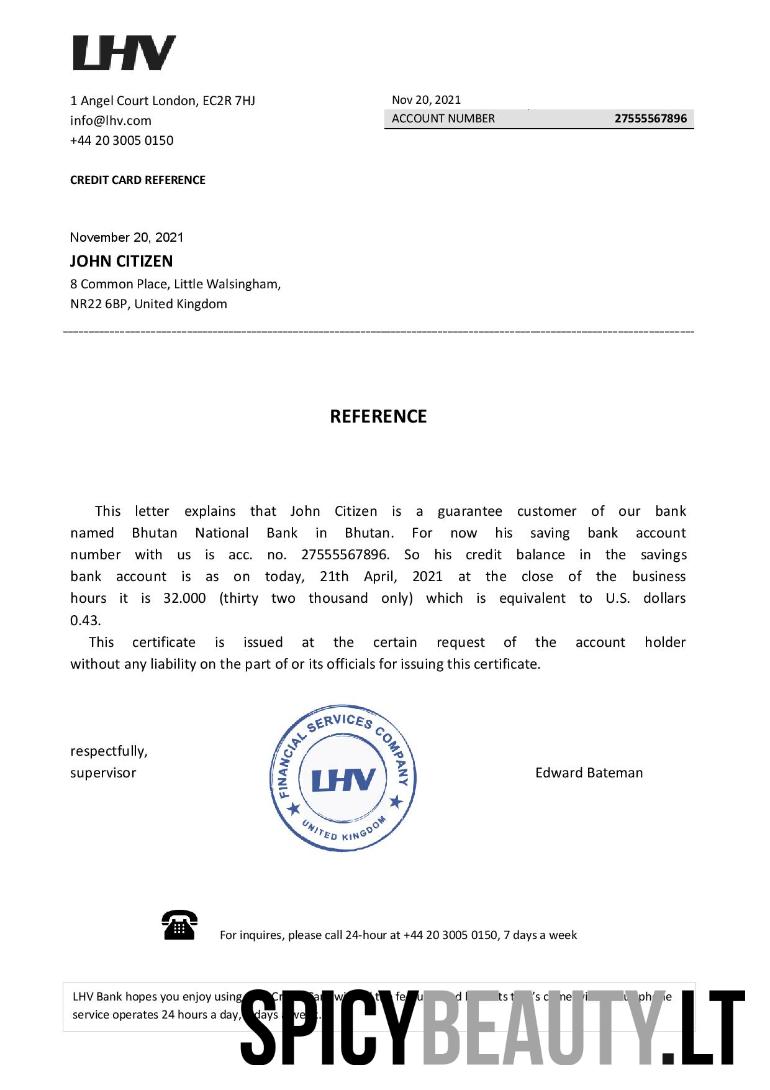 LHV
1 Angel Court London, EC2R 7HJ
info@lhv.com
+44 20 3005 0150
Nov 20, 2021
ACCOUNT NUMBER 27555567896
CREDIT CARD REFERENCE
November 20, 2021
JOHN CITIZEN
8 Common Place, Little Walsingham,
NR22 6BP, United Kingdom
REFERENCE
This letter explains that John Citizen is a guarantee customer of our bank
named Bhutan National Bank in Bhutan. For now his saving bank account
number with us is acc. no. 27555567896. So his credit balance in the savings
bank account is as on today, 21th April, 2021 at the close of the business
hours it is 32.000 (thirty two thousand only) which is equivalent to U.S. dollars
0.43.
This certificate is issued at the certain request of the account holder
without any liability on the part of or its officials for issuing this certificate.
respectfully,
supervisor
FINANCIAL SERVICES COMPANY
LHV
UNITED KINGDOM
Edward Bateman
For inquires, please call 24-hour at +44 20 3005 0150, 7 days a week
LHV Bank hopes you enjoy using
service operates 24 hours a day, days a
SPICYBEAUTY.LT